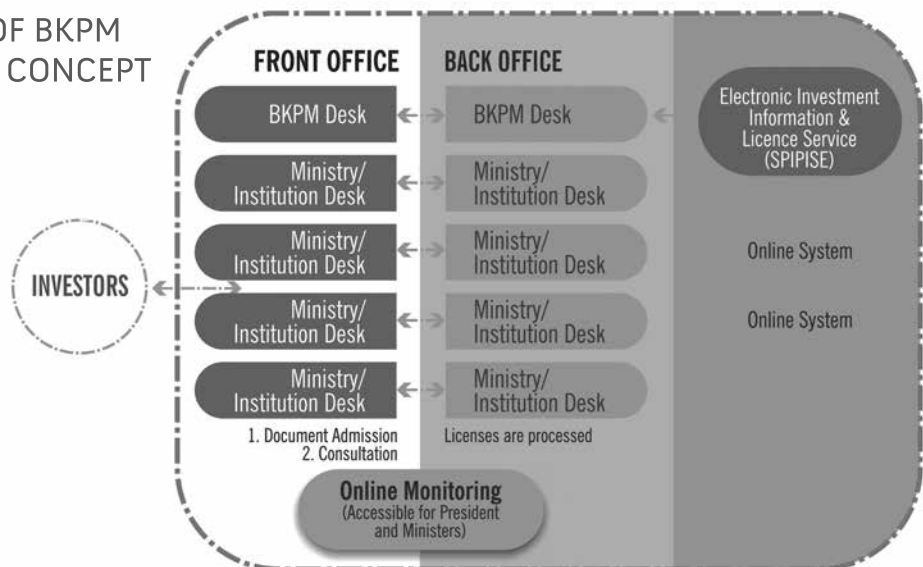 OF BKPM
CONCEPT
FRONT OFFICE
BKPM Desk
Ministry/
Institution Desk
Ministry/
Institution Desk
Ministry/
Institution Desk
Ministry/
Institution Desk
1. Document Admission
2. Consultation
BACK OFFICE
BKPM Desk
Ministry/
Institution Desk
Ministry/
Institution Desk
Ministry/
Institution Desk
Ministry/
Institution Desk
Licenses are processed
Electronic Investment
Information &
Licence Service
(SPIPISE)
Online System
Online System
INVESTORS
Online Monitoring
(Accessible for President
and Ministers)